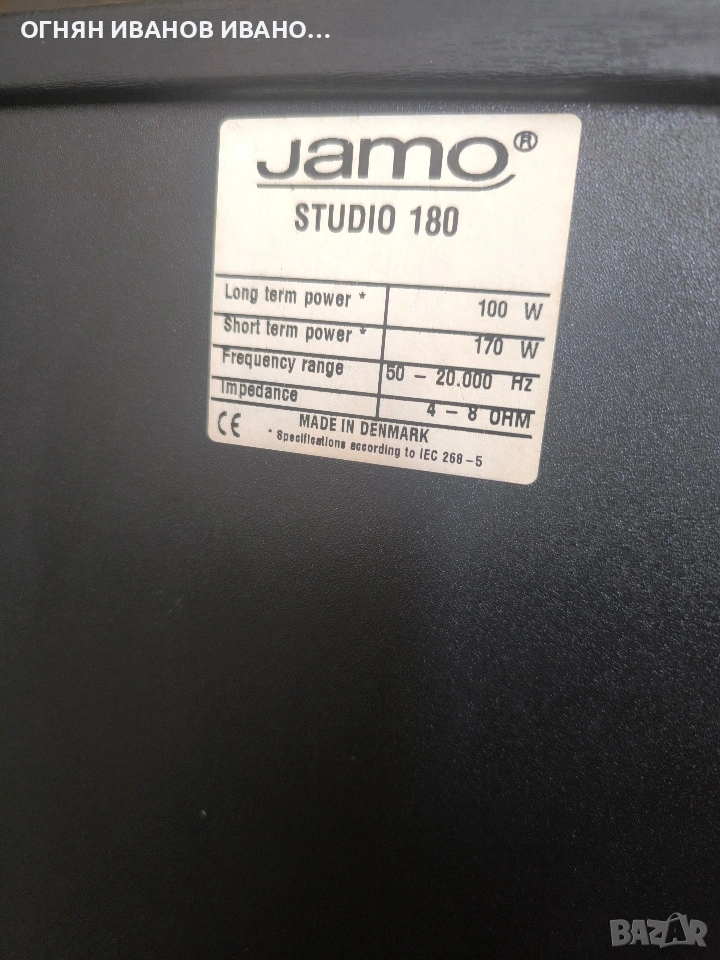 ОГНЯН ИВАНОВ ИВАНО...
Jamo®
STUDIO 180
Long term power * 100 W
Short term power * 170 W
Frequency range 50 – 20.000 Hz
Impedance 4 – 8 OHM
CE MADE IN DENMARK
* Specifications according to IEC 268-5
BAZAR